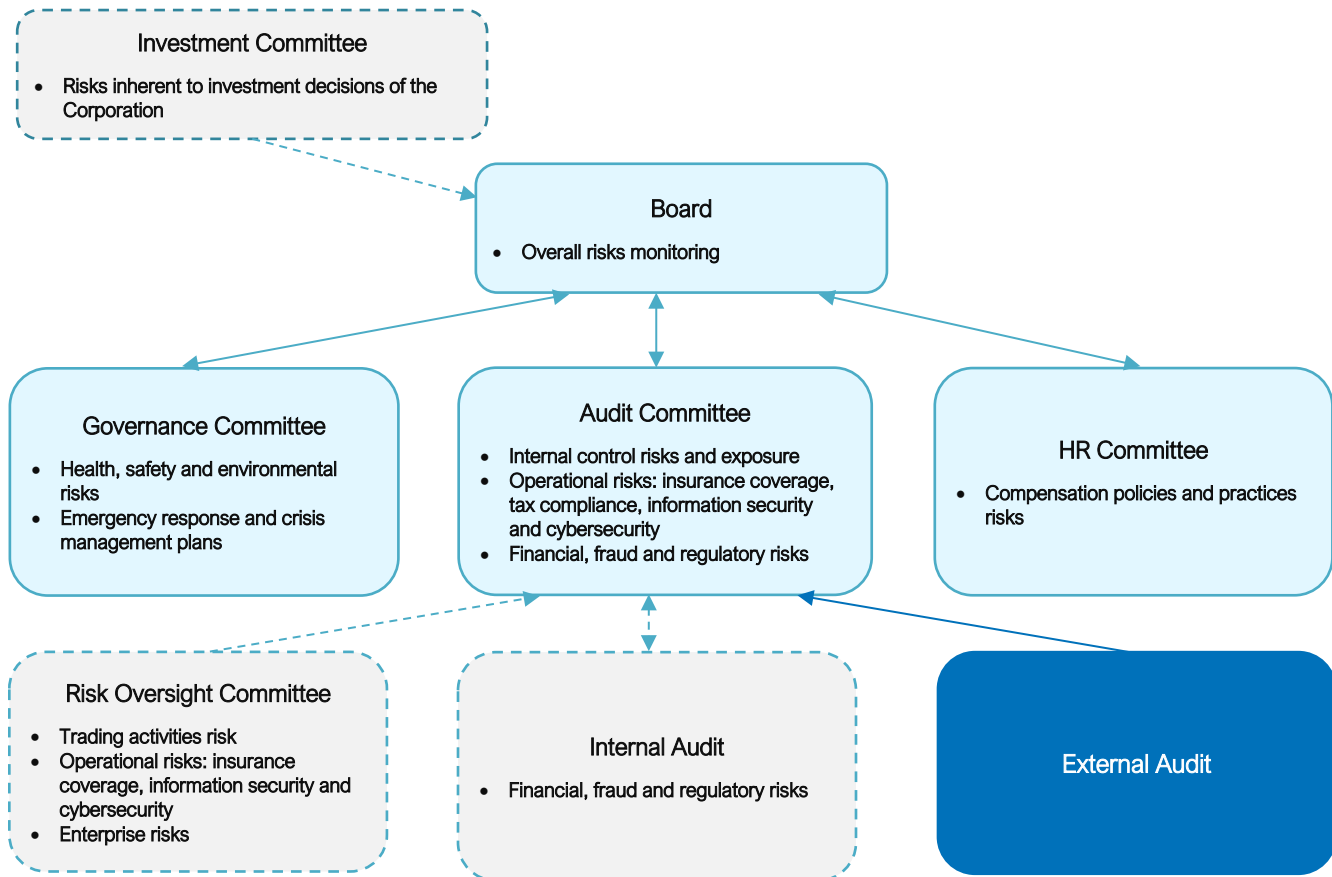 Investment Committee
• Risks inherent to investment decisions of the
Corporation
Board
• Overall risks monitoring
Governance Committee
• Health, safety and environmental
risks
• Emergency response and crisis
management plans
Audit Committee
• Internal control risks and exposure
• Operational risks: insurance coverage,
tax compliance, information security
and cybersecurity
• Financial, fraud and regulatory risks
HR Committee
• Compensation policies and practices
risks
Risk Oversight Committee
• Trading activities risk
• Operational risks: insurance
coverage, information security and
cybersecurity
• Enterprise risks
Internal Audit
• Financial, fraud and regulatory risks
External Audit